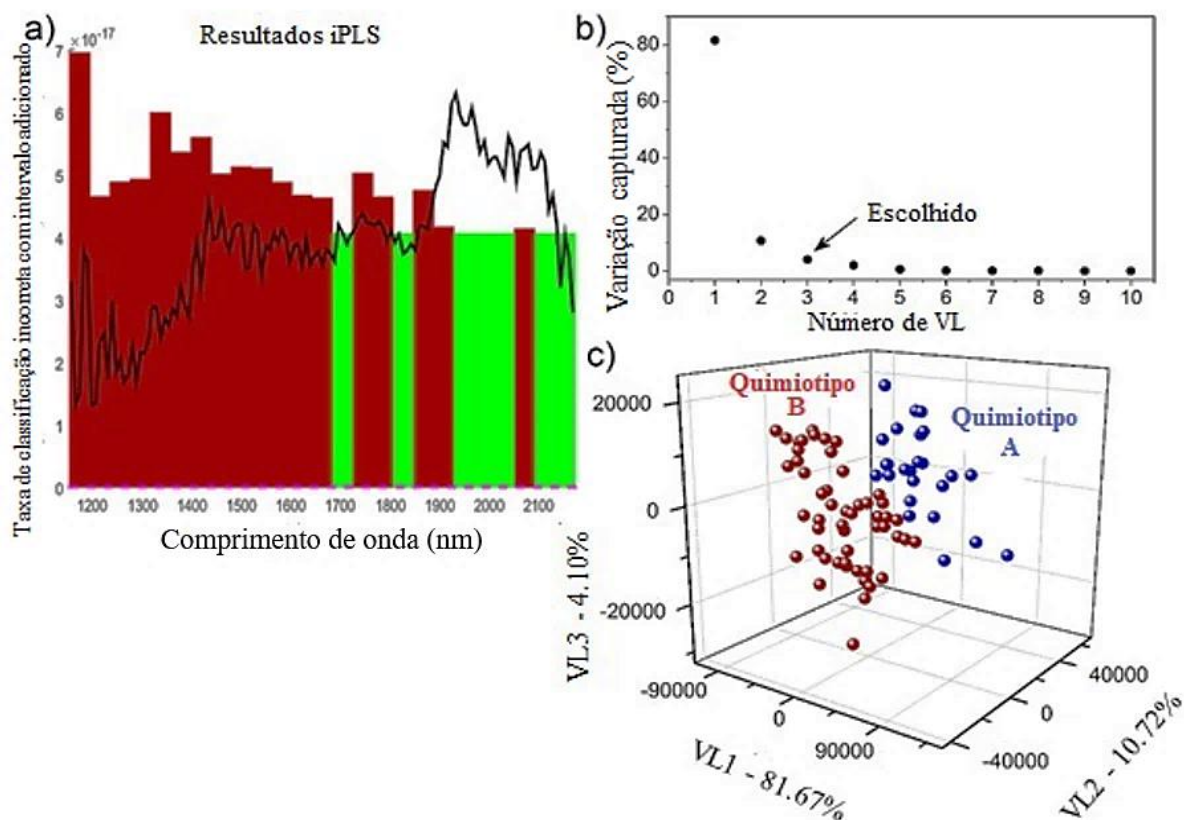 a)
Resultados iPLS
×10⁻¹⁷
Taxa de classificação incorreta com intervalo adicionado
7
6
5
4
3
2
1
0
1200 1300 1400 1500 1600 1700 1800 1900 2000 2100
Comprimento de onda (nm)
b)
Variação capturada (%)
80
60
40
20
0
Escolhido
0 1 2 3 4 5 6 7 8 9 10
Número de VL
c)
Quimiotipo
B
Quimiotipo
A
VL3 - 4.10%
20000
0
-20000
-90000
0
90000
VL1 - 81.67%
40000
0
-40000
VL2 - 10.72%